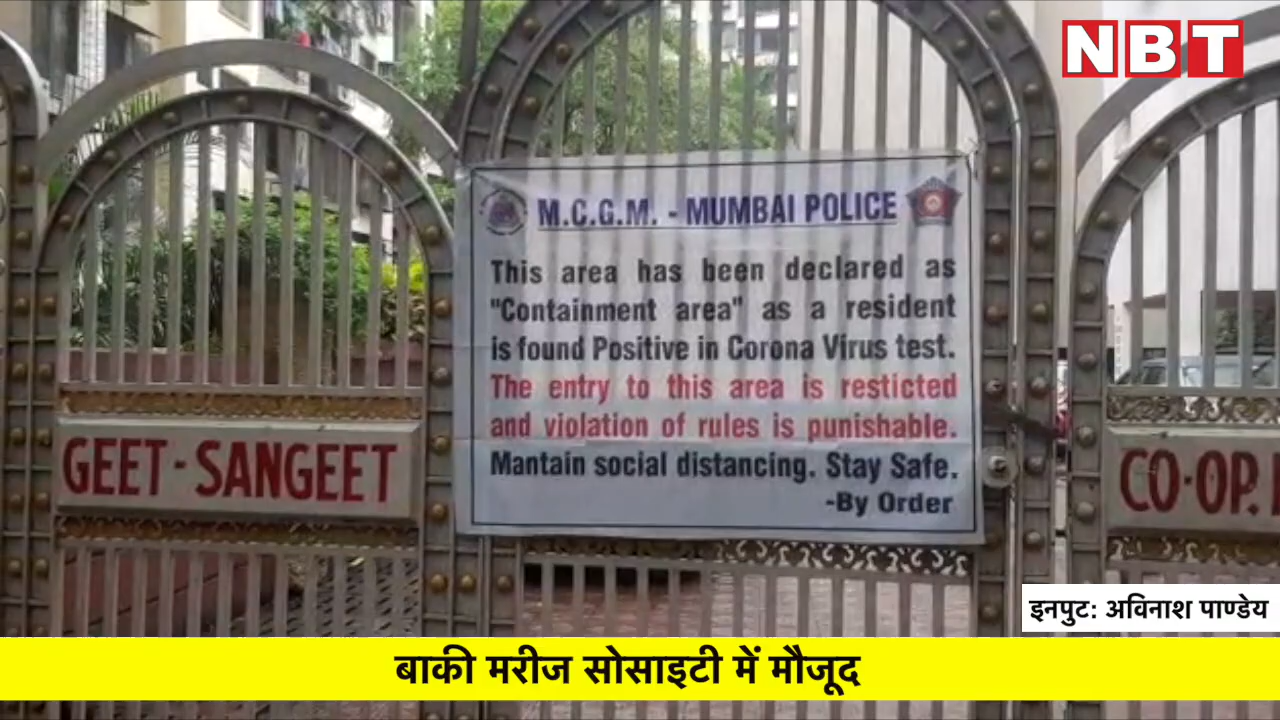 NBT
M.C.G.M. - MUMBAI POLICE
This area has been declared as
"Containment area" as a resident
is found Positive in Corona Virus test.
The entry to this area is resticted
and violation of rules is punishable.
Mantain social distancing. Stay Safe.
-By Order
GEET-SANGEET
CO-OP.
इनपुट: अविनाश पाण्डेय
बाकी मरीज सोसाइटी में मौजूद